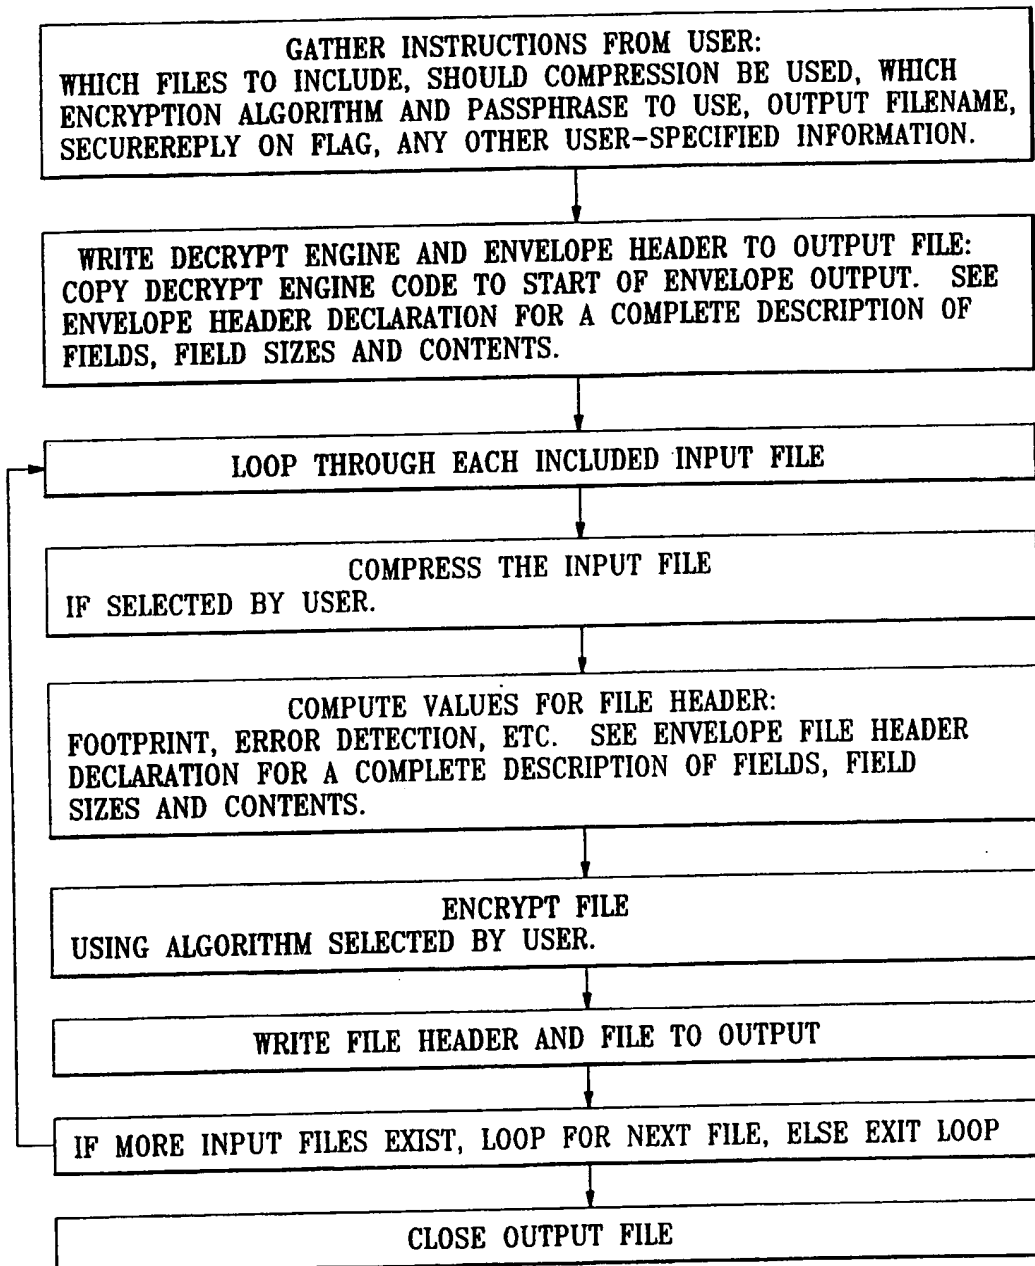 GATHER INSTRUCTIONS FROM USER:
WHICH FILES TO INCLUDE, SHOULD COMPRESSION BE USED, WHICH
ENCRYPTION ALGORITHM AND PASSPHRASE TO USE, OUTPUT FILENAME,
SECUREREPLY ON FLAG, ANY OTHER USER-SPECIFIED INFORMATION.
WRITE DECRYPT ENGINE AND ENVELOPE HEADER TO OUTPUT FILE:
COPY DECRYPT ENGINE CODE TO START OF ENVELOPE OUTPUT. SEE
ENVELOPE HEADER DECLARATION FOR A COMPLETE DESCRIPTION OF
FIELDS, FIELD SIZES AND CONTENTS.
LOOP THROUGH EACH INCLUDED INPUT FILE
COMPRESS THE INPUT FILE
IF SELECTED BY USER.
COMPUTE VALUES FOR FILE HEADER:
FOOTPRINT, ERROR DETECTION, ETC. SEE ENVELOPE FILE HEADER
DECLARATION FOR A COMPLETE DESCRIPTION OF FIELDS, FIELD
SIZES AND CONTENTS.
ENCRYPT FILE
USING ALGORITHM SELECTED BY USER.
WRITE FILE HEADER AND FILE TO OUTPUT
IF MORE INPUT FILES EXIST, LOOP FOR NEXT FILE, ELSE EXIT LOOP
CLOSE OUTPUT FILE